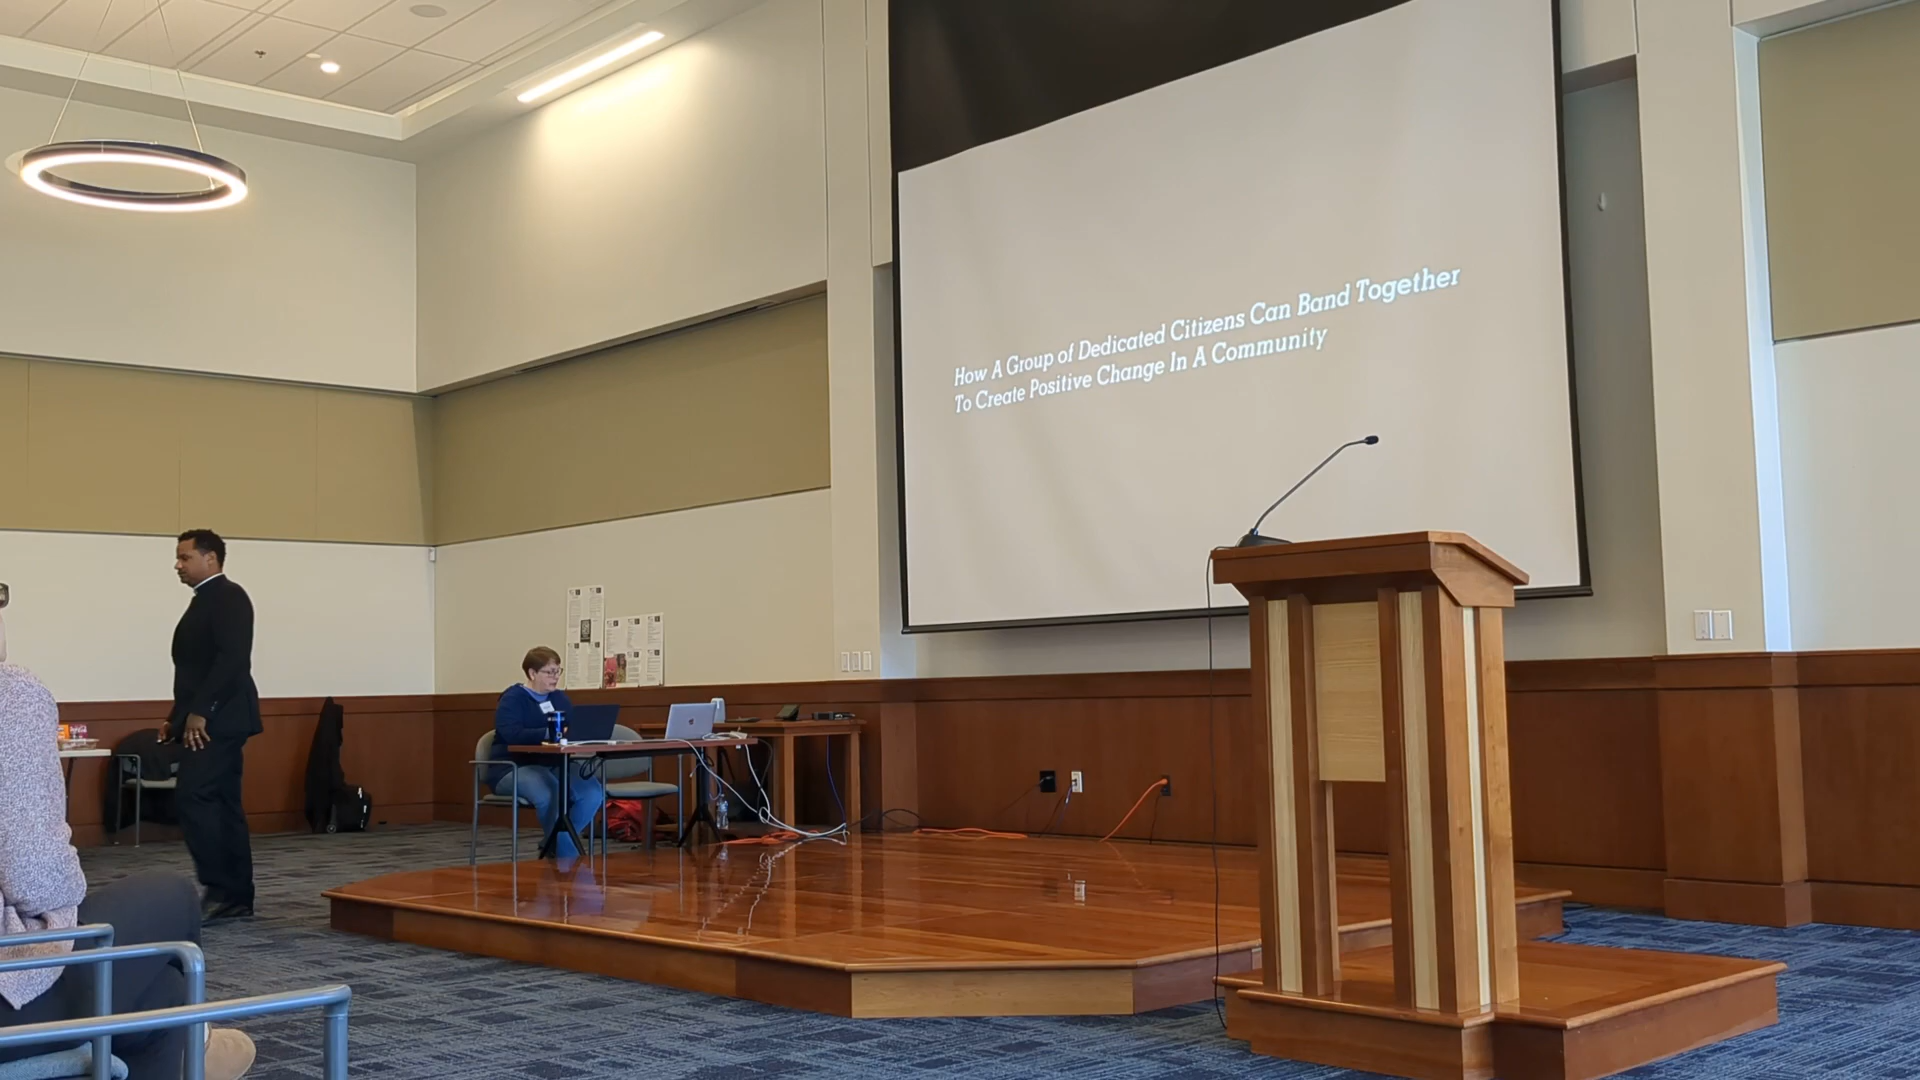 How A Group of Dedicated Citizens Can Band Together
To Create Positive Change In A Community